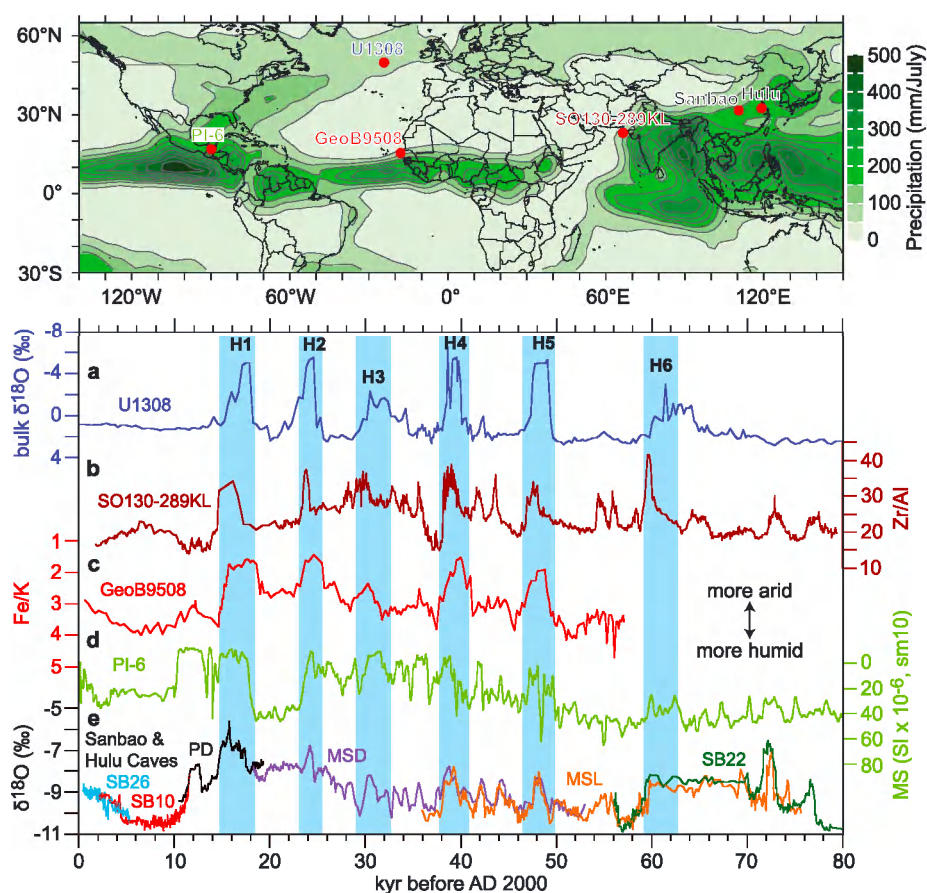 60°N
30°N
0°
30°S
120°W
60°W
0°
60°E
120°E
U1308
PI-6
GeoB9508
SO130-289KL
Sanbao
Hulu
500
400
300
200
100
0
Precipitation (mm/July)
-8
-4
0
4
bulk δ¹⁸O (‰)
H1
H2
H3
H4
H5
H6
a
U1308
b
SO130-289KL
40
30
20
10
Zr/Al
1
2
3
4
5
Fe/K
c
GeoB9508
more arid
more humid
d
PI-6
0
20
40
60
80
MS (SI x 10⁻⁶, sm10)
-5
-7
-9
-11
δ¹⁸O (‰)
e
Sanbao &
Hulu Caves
SB26
SB10
PD
MSD
MSL
SB22
0
10
20
30
40
50
60
70
80
kyr before AD 2000